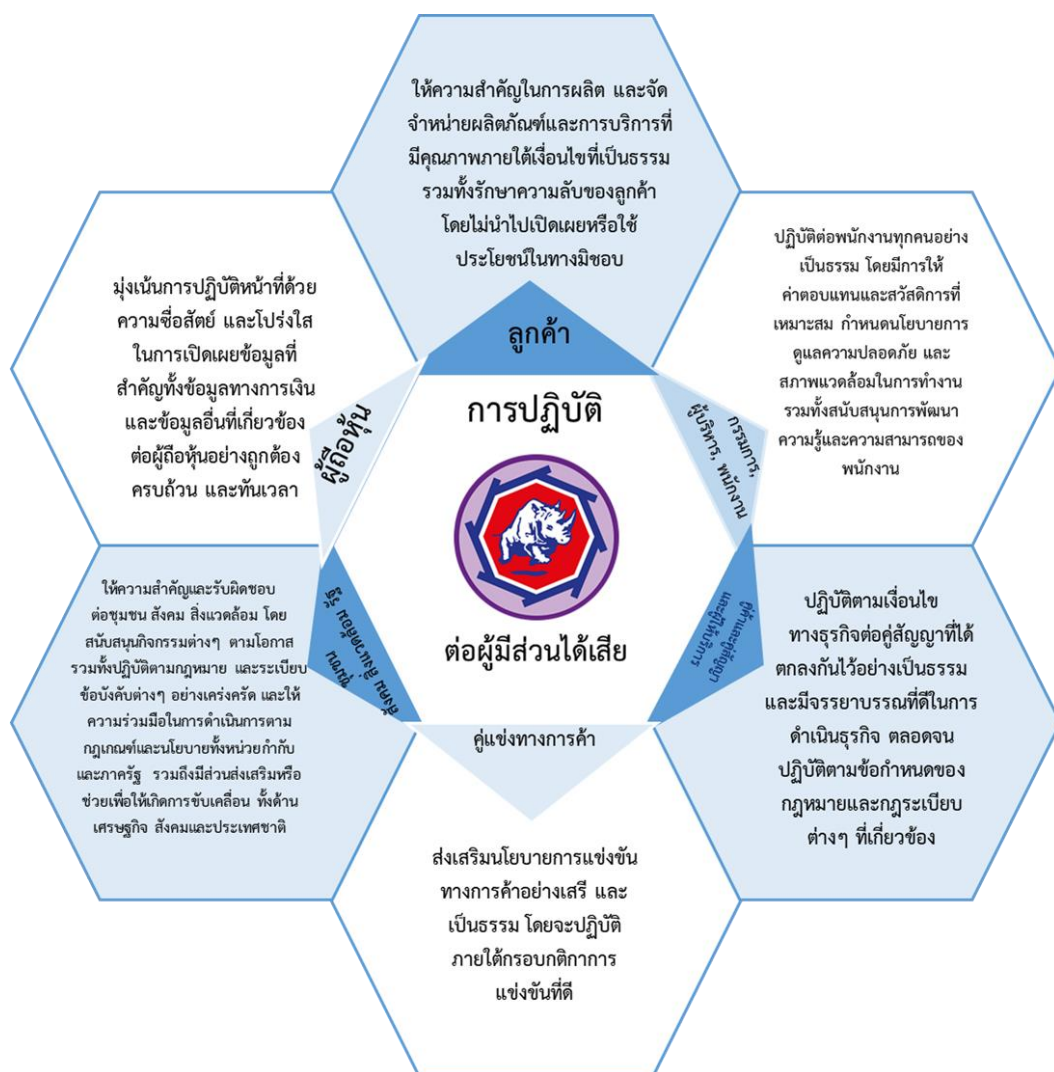 ให้ความสำคัญในการผลิต และจัด
จำหน่ายผลิตภัณฑ์และการบริการที่
มีคุณภาพภายใต้เงื่อนไขที่เป็นธรรม
รวมทั้งรักษาความลับของลูกค้า
โดยไม่นำไปเปิดเผยหรือใช้
ประโยชน์ในทางมิชอบ
ลูกค้า
ปฏิบัติต่อพนักงานทุกคนอย่าง
เป็นธรรม โดยมีการให้
ค่าตอบแทนและสวัสดิการที่
เหมาะสม กำหนดนโยบายการ
ดูแลความปลอดภัย และ
สภาพแวดล้อมในการทำงาน
รวมทั้งสนับสนุนการพัฒนา
ความรู้และความสามารถของ
พนักงาน
กรรมการ,
ผู้บริหาร, พนักงาน
มุ่งเน้นการปฏิบัติหน้าที่ด้วย
ความซื่อสัตย์ และโปร่งใส
ในการเปิดเผยข้อมูลที่
สำคัญทั้งข้อมูลทางการเงิน
และข้อมูลอื่นที่เกี่ยวข้อง
ต่อผู้ถือหุ้นอย่างถูกต้อง
ครบถ้วน และทันเวลา
ผู้ถือหุ้น
การปฏิบัติ
ต่อผู้มีส่วนได้เสีย
ให้ความสำคัญและรับผิดชอบ
ต่อชุมชน สังคม สิ่งแวดล้อม โดย
สนับสนุนกิจกรรมต่างๆ ตามโอกาส
รวมทั้งปฏิบัติตามกฎหมาย และระเบียบ
ข้อบังคับต่างๆ อย่างเคร่งครัด และให้
ความร่วมมือในการดำเนินการตาม
กฎเกณฑ์และนโยบายทั้งหน่วยกำกับ
และภาครัฐ รวมถึงมีส่วนส่งเสริมหรือ
ช่วยเพื่อให้เกิดการขับเคลื่อน ทั้งด้าน
เศรษฐกิจ สังคมและประเทศชาติ
ชุมชน
สังคม สิ่งแวดล้อม รัฐ
คู่ค้าและคู่สัญญา
และผู้ให้บริการ
ปฏิบัติตามเงื่อนไข
ทางธุรกิจต่อคู่สัญญาที่ได้
ตกลงกันไว้อย่างเป็นธรรม
และมีจรรยาบรรณที่ดีในการ
ดำเนินธุรกิจ ตลอดจน
ปฏิบัติตามข้อกำหนดของ
กฎหมายและกฎระเบียบ
ต่างๆ ที่เกี่ยวข้อง
คู่แข่งทางการค้า
ส่งเสริมนโยบายการแข่งขัน
ทางการค้าอย่างเสรี และ
เป็นธรรม โดยจะปฏิบัติ
ภายใต้กรอบกติกาการ
แข่งขันที่ดี